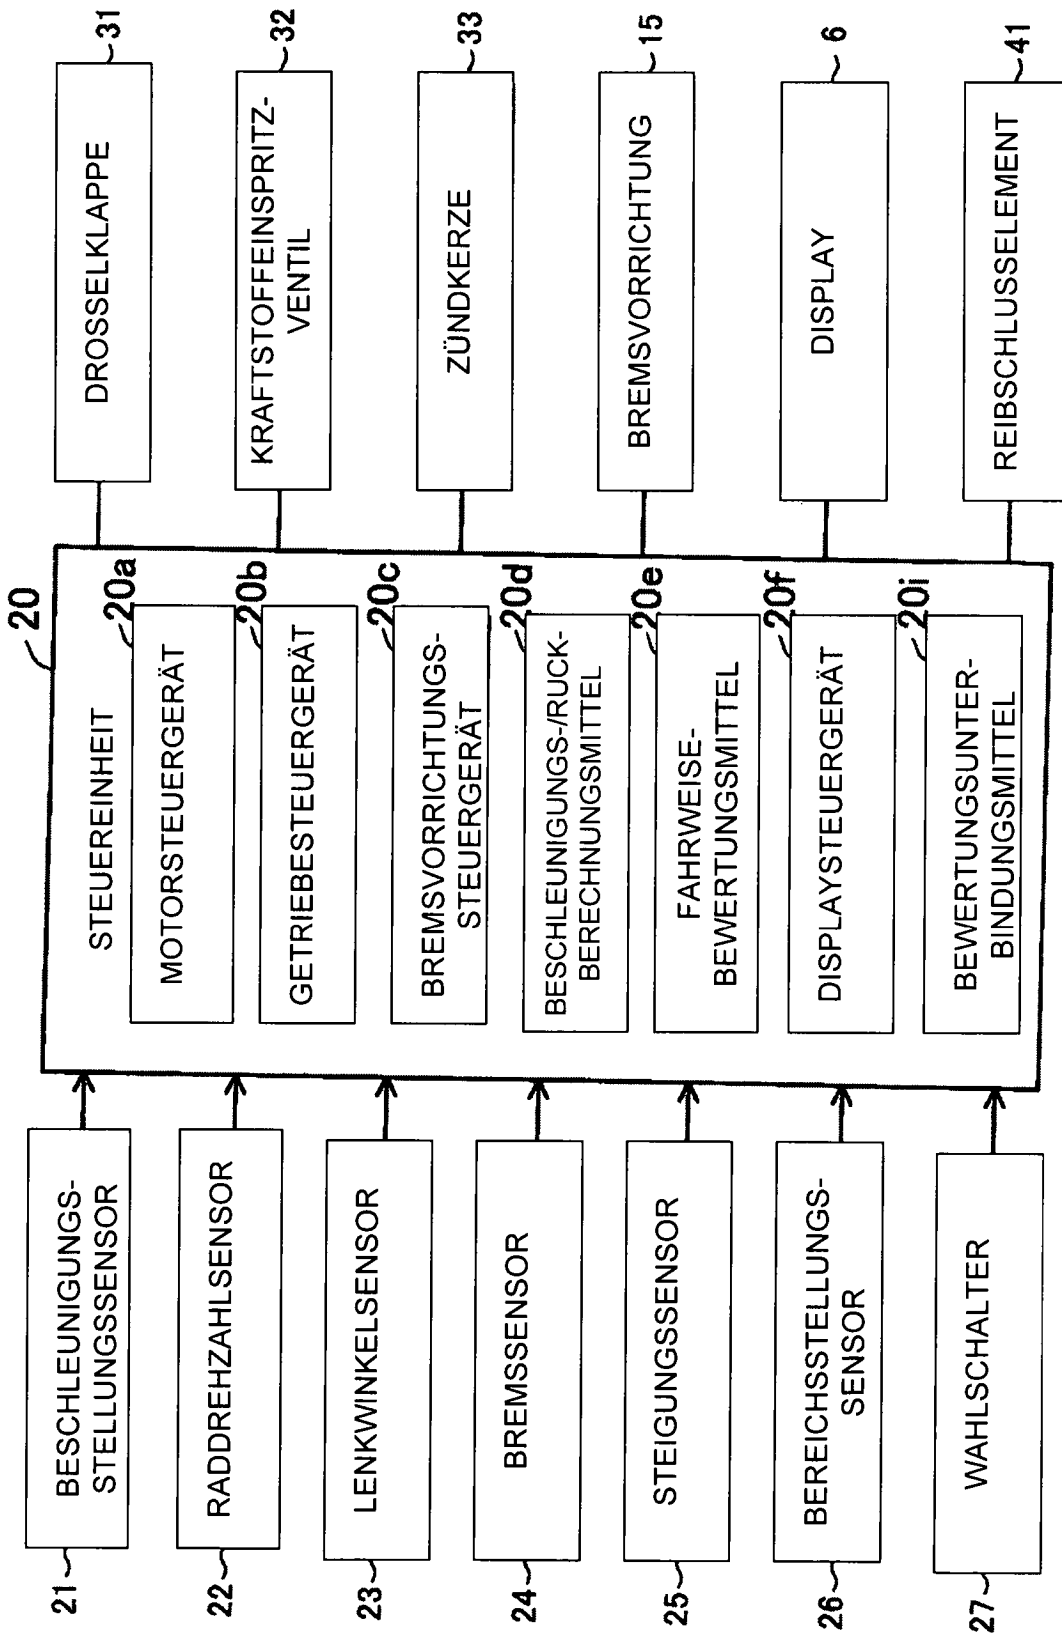 21
BESCHLEUNIGUNGS-
STELLUNGSSENSOR
22
RADDREHZAHLSENSOR
23
LENKWINKELSENSOR
24
BREMSSENSOR
25
STEIGUNGSSENSOR
26
BEREICHSSTELLUNGS-
SENSOR
27
WAHLSCHALTER
20
STEUEREINHEIT
20a
MOTORSTEUERGERÄT
20b
GETRIEBESTEUERGERÄT
20c
BREMSVORRICHTUNGS-
STEUERGERÄT
20d
BESCHLEUNIGUNGS-/RUCK-
BERECHNUNGSMITTEL
20e
FAHRWEISE-
BEWERTUNGSMITTEL
20f
DISPLAYSTEUERGERÄT
20i
BEWERTUNGSUNTER-
BINDUNGSMITTEL
DROSSELKLAPPE
31
KRAFTSTOFFEINSPRITZ-
VENTIL
32
ZÜNDKERZE
33
BREMSVORRICHTUNG
15
DISPLAY
6
REIBSCHLUSSELEMENT
41